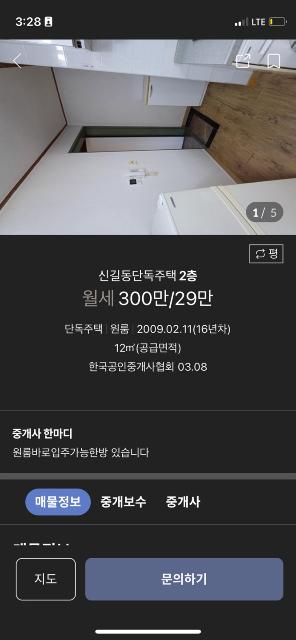 3:28
LTE
1 / 5
평
신길동단독주택 2층
월세 300만/29만
단독주택 | 원룸 | 2009.02.11(16년차)
12㎡(공급면적)
한국공인중개사협회 03.08
중개사 한마디
원룸바로입주가능한방 있습니다
매물정보 중개보수 중개사
지도 문의하기